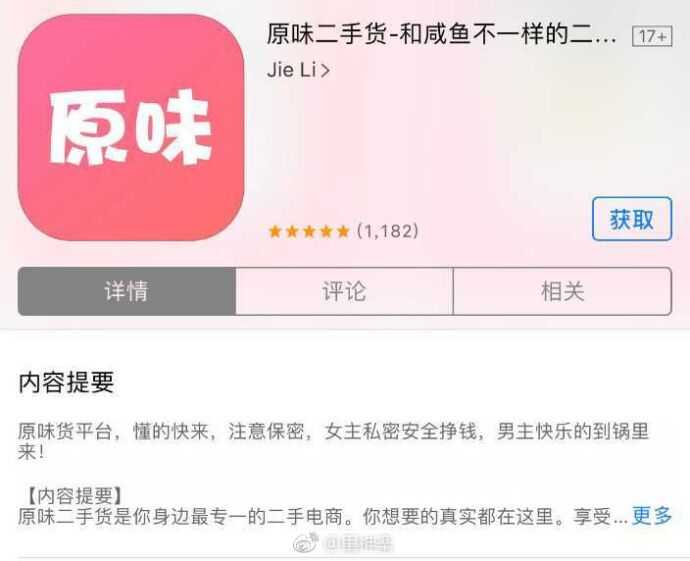 原味
原味二手货-和咸鱼不一样的二... 17+
Jie Li >
★★★★★ (1,182)
获取
详情 评论 相关
内容提要
原味货平台，懂的快来，注意保密，女主私密安全挣钱，男主快乐的到锅里
来！
【内容提要】
原味二手货是你身边最专一的二手电商。你想要的真实都在这里。享受... 更多